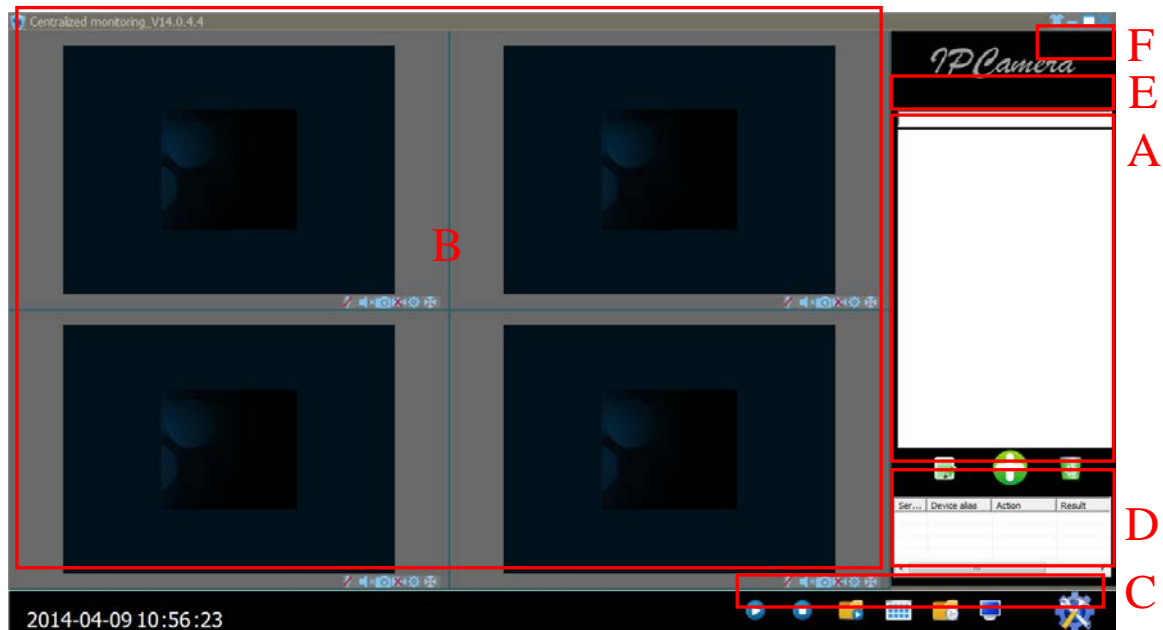 Centralized monitoring_V14.0.4.4
F
IPCamera
E
A
B
Ser... Device alias Action Result
D
C
2014-04-09 10:56:23